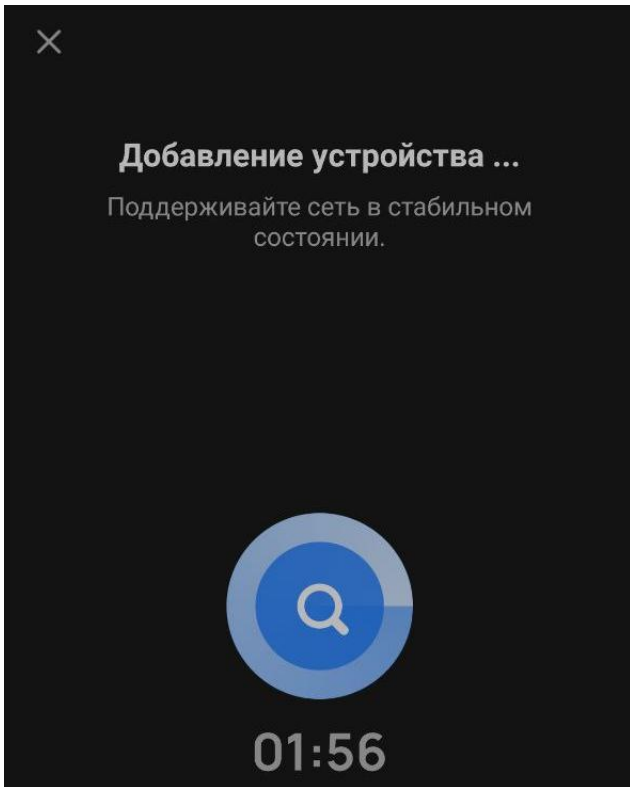 Добавление устройства ...
Поддерживайте сеть в стабильном
состоянии.
01:56